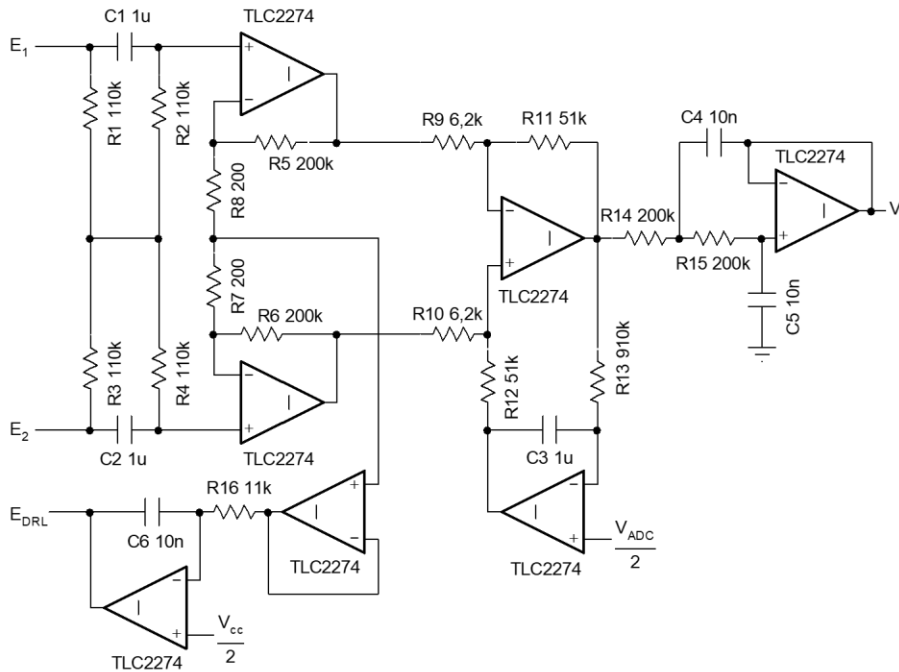 C1 1u
TLC2274
E1
R1 110k
R2 110k
R5 200k
R8 200
R9 6,2k
R11 51k
C4 10n
TLC2274
V
R14 200k
R15 200k
C5 10n
TLC2274
R7 200
R6 200k
R10 6,2k
R12 51k
R13 910k
R3 110k
R4 110k
E2
C2 1u
TLC2274
C3 1u
R16 11k
EDRL
C6 10n
TLC2274
TLC2274
VADC
2
TLC2274
Vcc
2